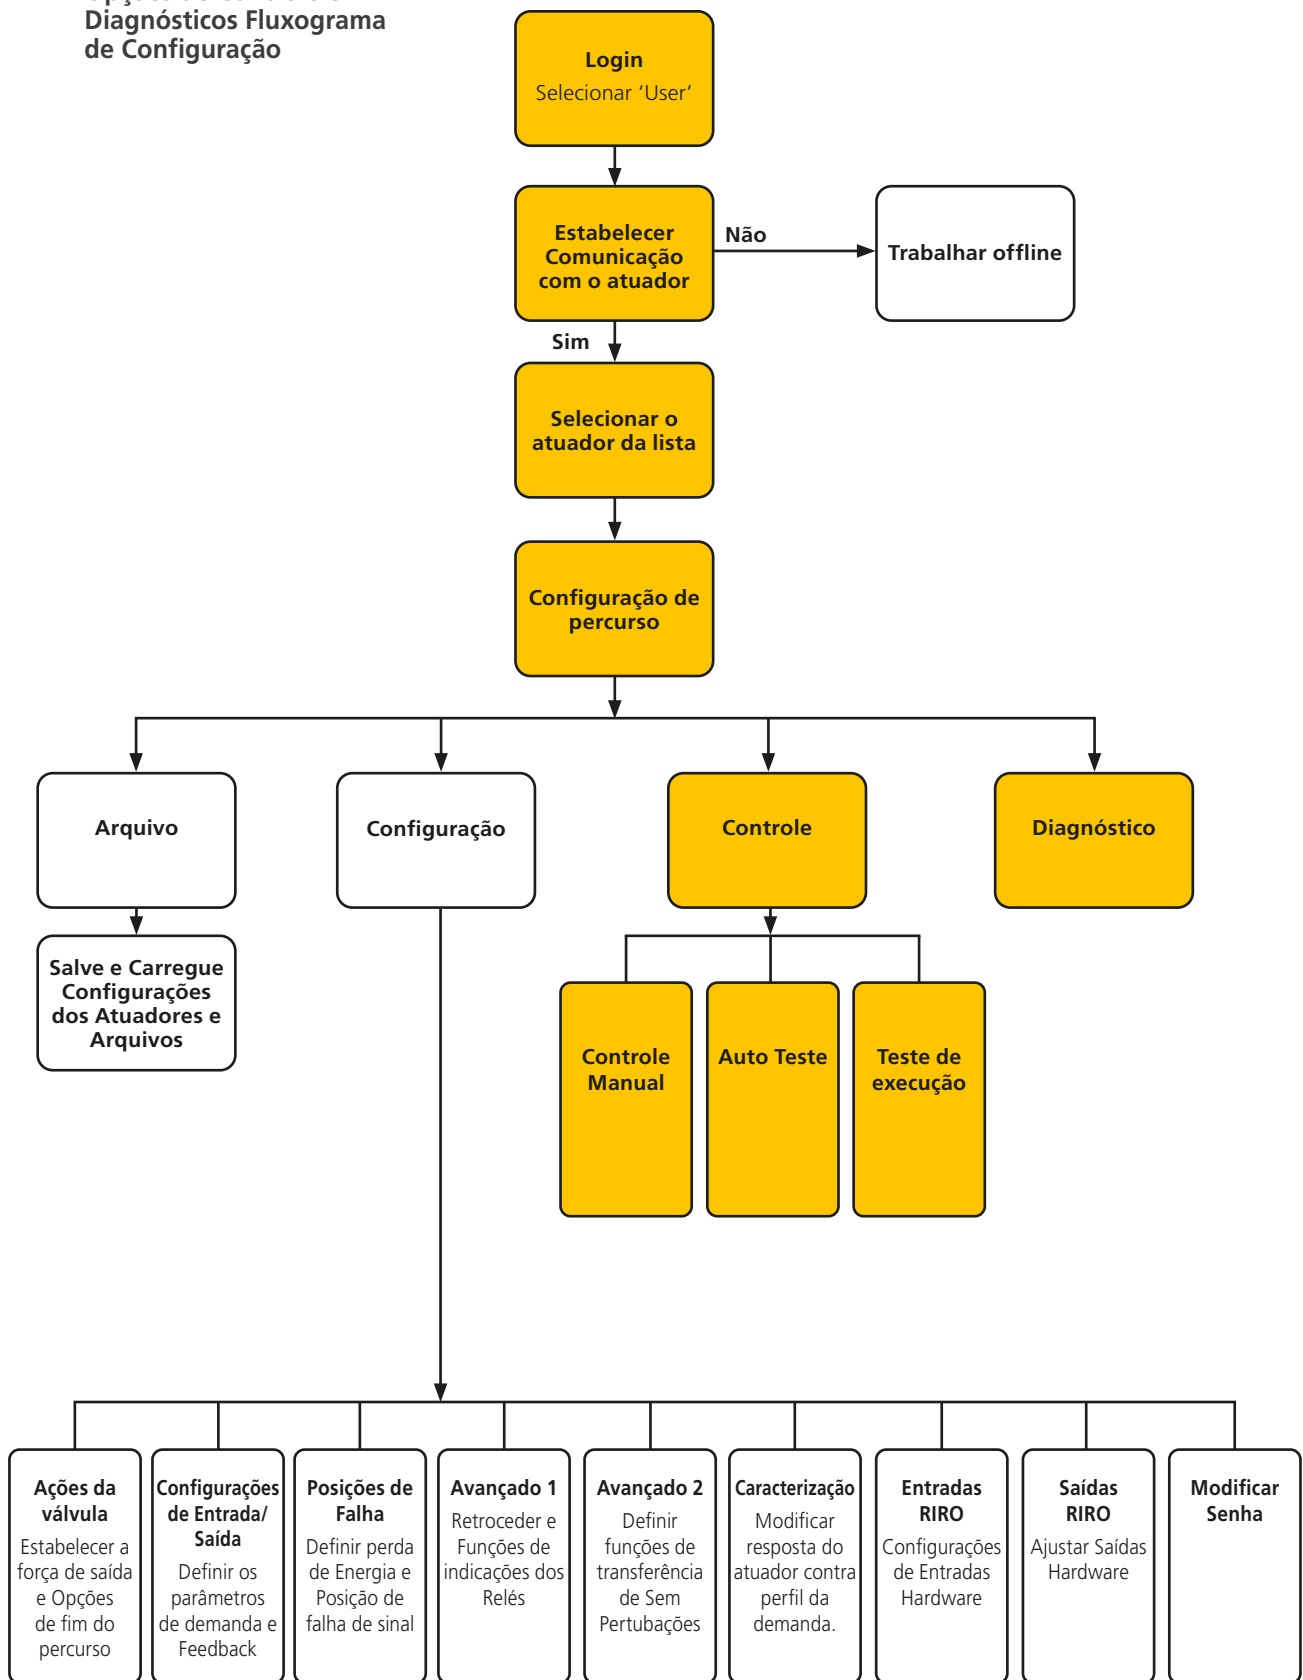 Diagnósticos Fluxograma
de Configuração
Login
Selecionar ‘User’
Estabelecer
Comunicação
com o atuador
Não
Trabalhar offline
Sim
Selecionar o
atuador da lista
Configuração de
percurso
Arquivo
Configuração
Controle
Diagnóstico
Salve e Carregue
Configurações
dos Atuadores e
Arquivos
Controle
Manual
Auto Teste
Teste de
execução
Ações da
válvula
Estabelecer a
força de saída
e Opções
de fim do
percurso
Configurações
de Entrada/
Saída
Definir os
parâmetros
de demanda e
Feedback
Posições de
Falha
Definir perda
de Energia e
Posição de
falha de sinal
Avançado 1
Retroceder e
Funções de
indicações dos
Relés
Avançado 2
Definir
funções de
transferência
de Sem
Pertubações
Caracterização
Modificar
resposta do
atuador contra
perfil da
demanda.
Entradas
RIRO
Configurações
de Entradas
Hardware
Saídas
RIRO
Ajustar Saídas
Hardware
Modificar
Senha